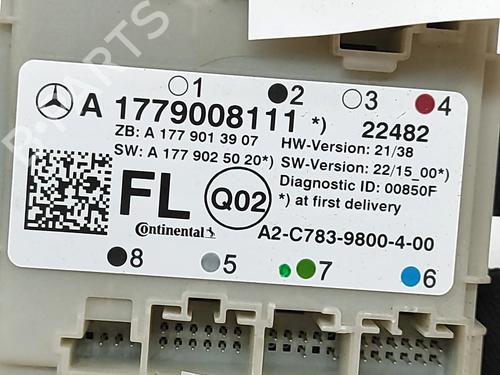 1 2 3 4
A 1779008111 *) 22482
ZB: A 177 901 39 07 HW-Version: 21/38
SW: A 177 902 50 20*) SW-Version: 22/15_00*)
Diagnostic ID: 00850F
FL Q02 *) at first delivery
Continental A2-C783-9800-4-00
8 5 7 6
B-PARTS